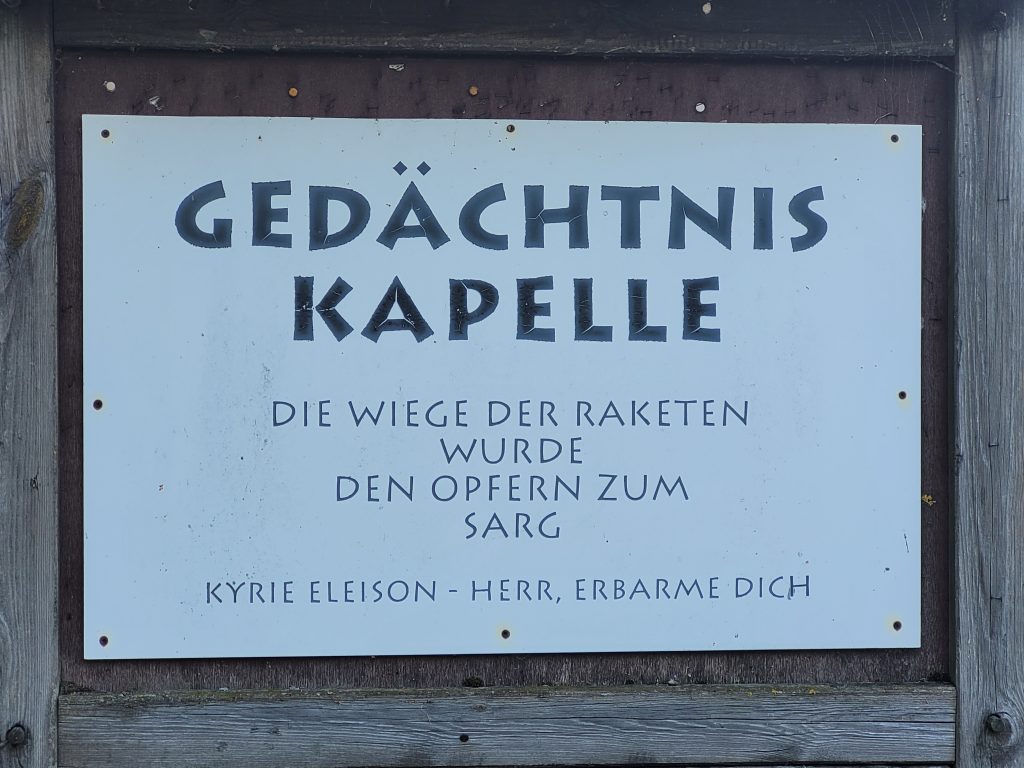 GEDÄCHTNIS
KAPELLE
DIE WIEGE DER RAKETEN
WURDE
DEN OPFERN ZUM
SARG
KYRIE ELEISON - HERR, ERBARME DICH